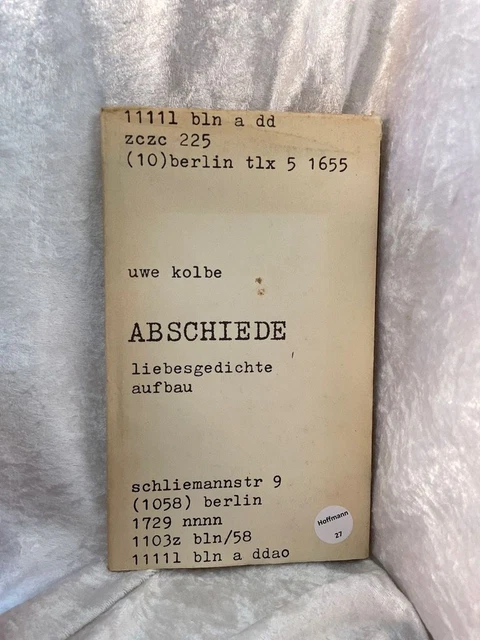 11111 bln a dd
zczc 225
(10)berlin tlx 5 1655
uwe kolbe
ABSCHIEDE
liebesgedichte
aufbau
schliemannstr 9
(1058) berlin
1729 nnnn
1103z bln/58
11111 bln a ddao
Hoffmann
27